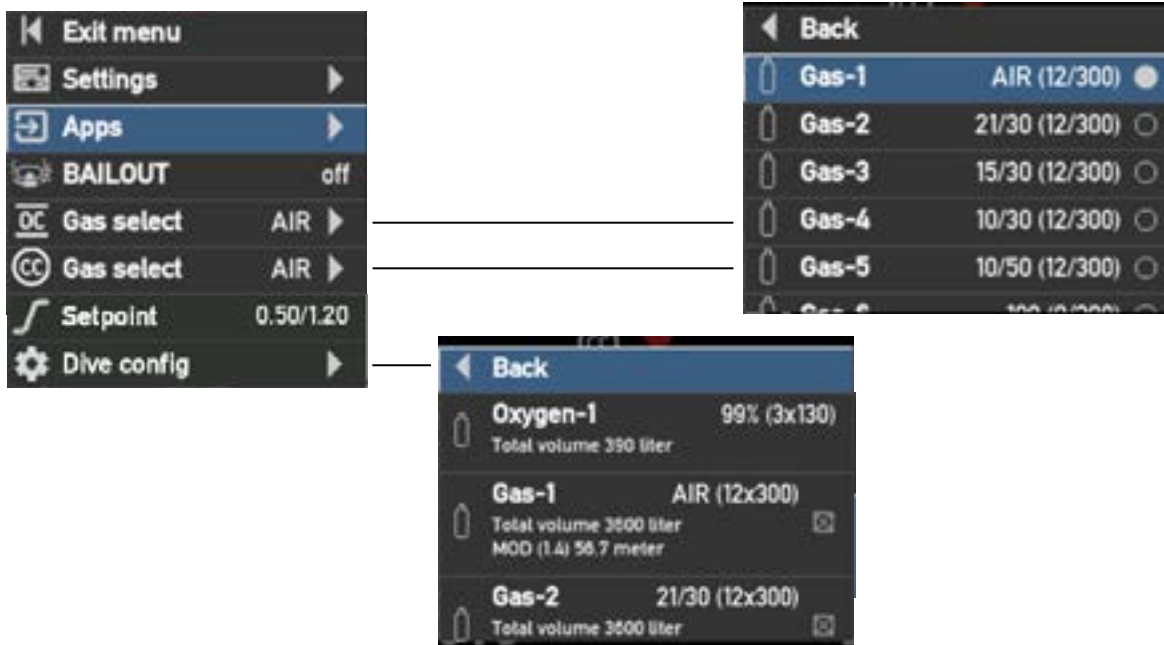 Exit menu
Settings
Apps
BAILOUT off
OC Gas select AIR
CC Gas select AIR
Setpoint 0.50/1.20
Dive config
Back
Gas-1 AIR (12/300)
Gas-2 21/30 (12/300)
Gas-3 15/30 (12/300)
Gas-4 10/30 (12/300)
Gas-5 10/50 (12/300)
Back
Oxygen-1 99% (3x130)
Total volume 390 liter
Gas-1 AIR (12x300)
Total volume 3600 liter
MOD (1.4) 56.7 meter
Gas-2 21/30 (12x300)
Total volume 3600 liter